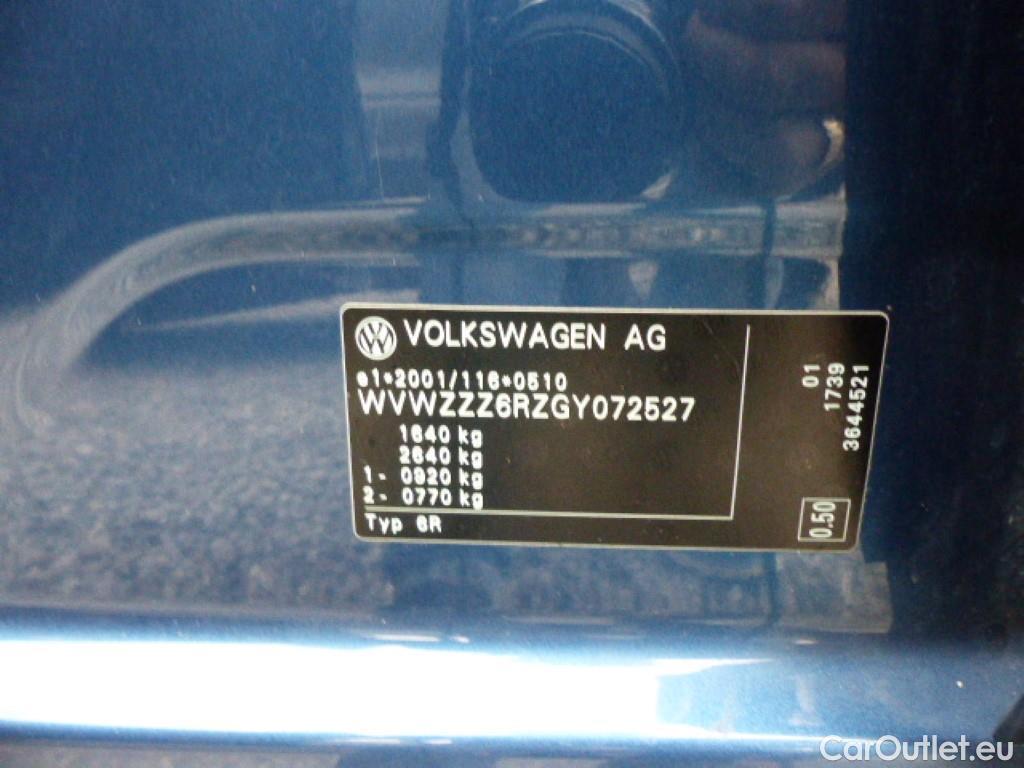 VOLKSWAGEN AG
e1*2001/116*0510
WVWZZZ6RZGY072527
1640 kg
2640 kg
1- 0920 kg
2- 0770 kg
Typ 6R
01
1739
3644521
0.50
CarOutlet.eu